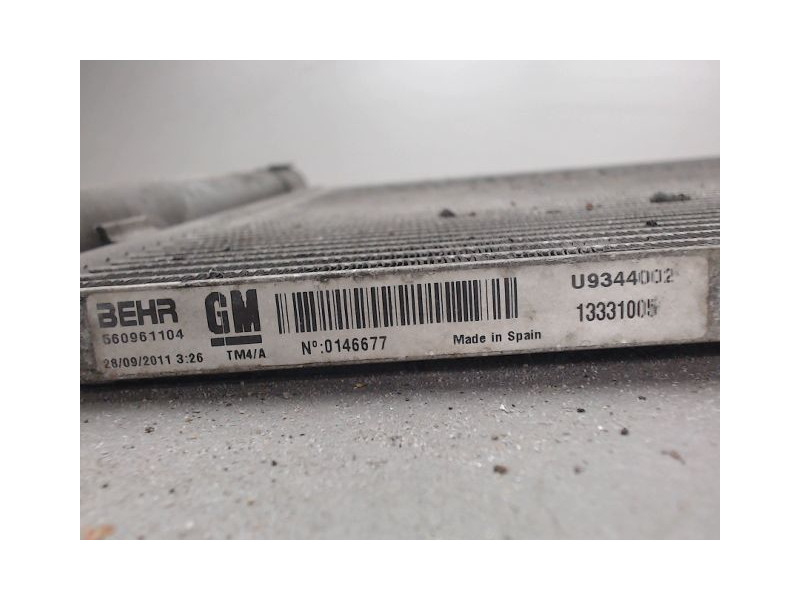 BEHR
560961104
28/09/2011 3:26
GM
TM4/A
Nº:0146677
Made in Spain
U9344002
13331005